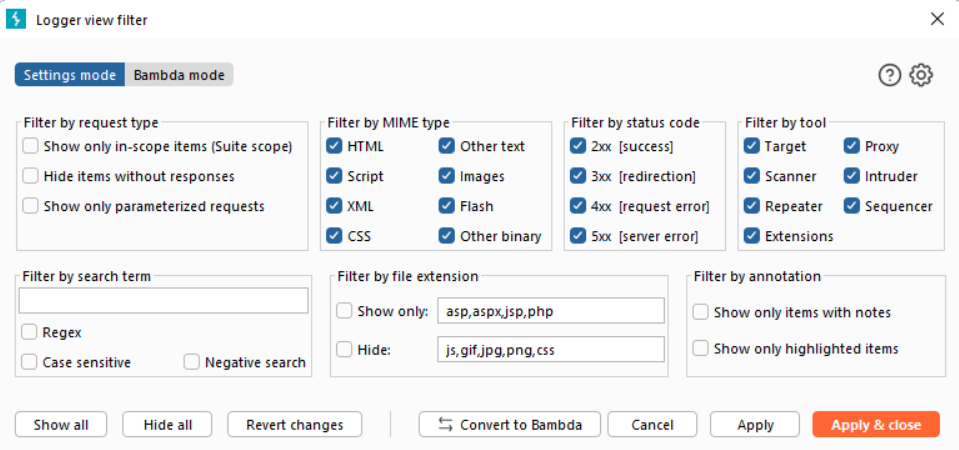 Logger view filter
Settings mode Bambda mode
Filter by request type
Show only in-scope items (Suite scope)
Hide items without responses
Show only parameterized requests
Filter by MIME type
HTML Other text
Script Images
XML Flash
CSS Other binary
Filter by status code
2xx [success]
3xx [redirection]
4xx [request error]
5xx [server error]
Filter by tool
Target Proxy
Scanner Intruder
Repeater Sequencer
Extensions
Filter by search term
Regex
Case sensitive Negative search
Filter by file extension
Show only: asp,aspx,jsp,php
Hide: js,gif,jpg,png,css
Filter by annotation
Show only items with notes
Show only highlighted items
Show all Hide all Revert changes Convert to Bambda Cancel Apply Apply & close